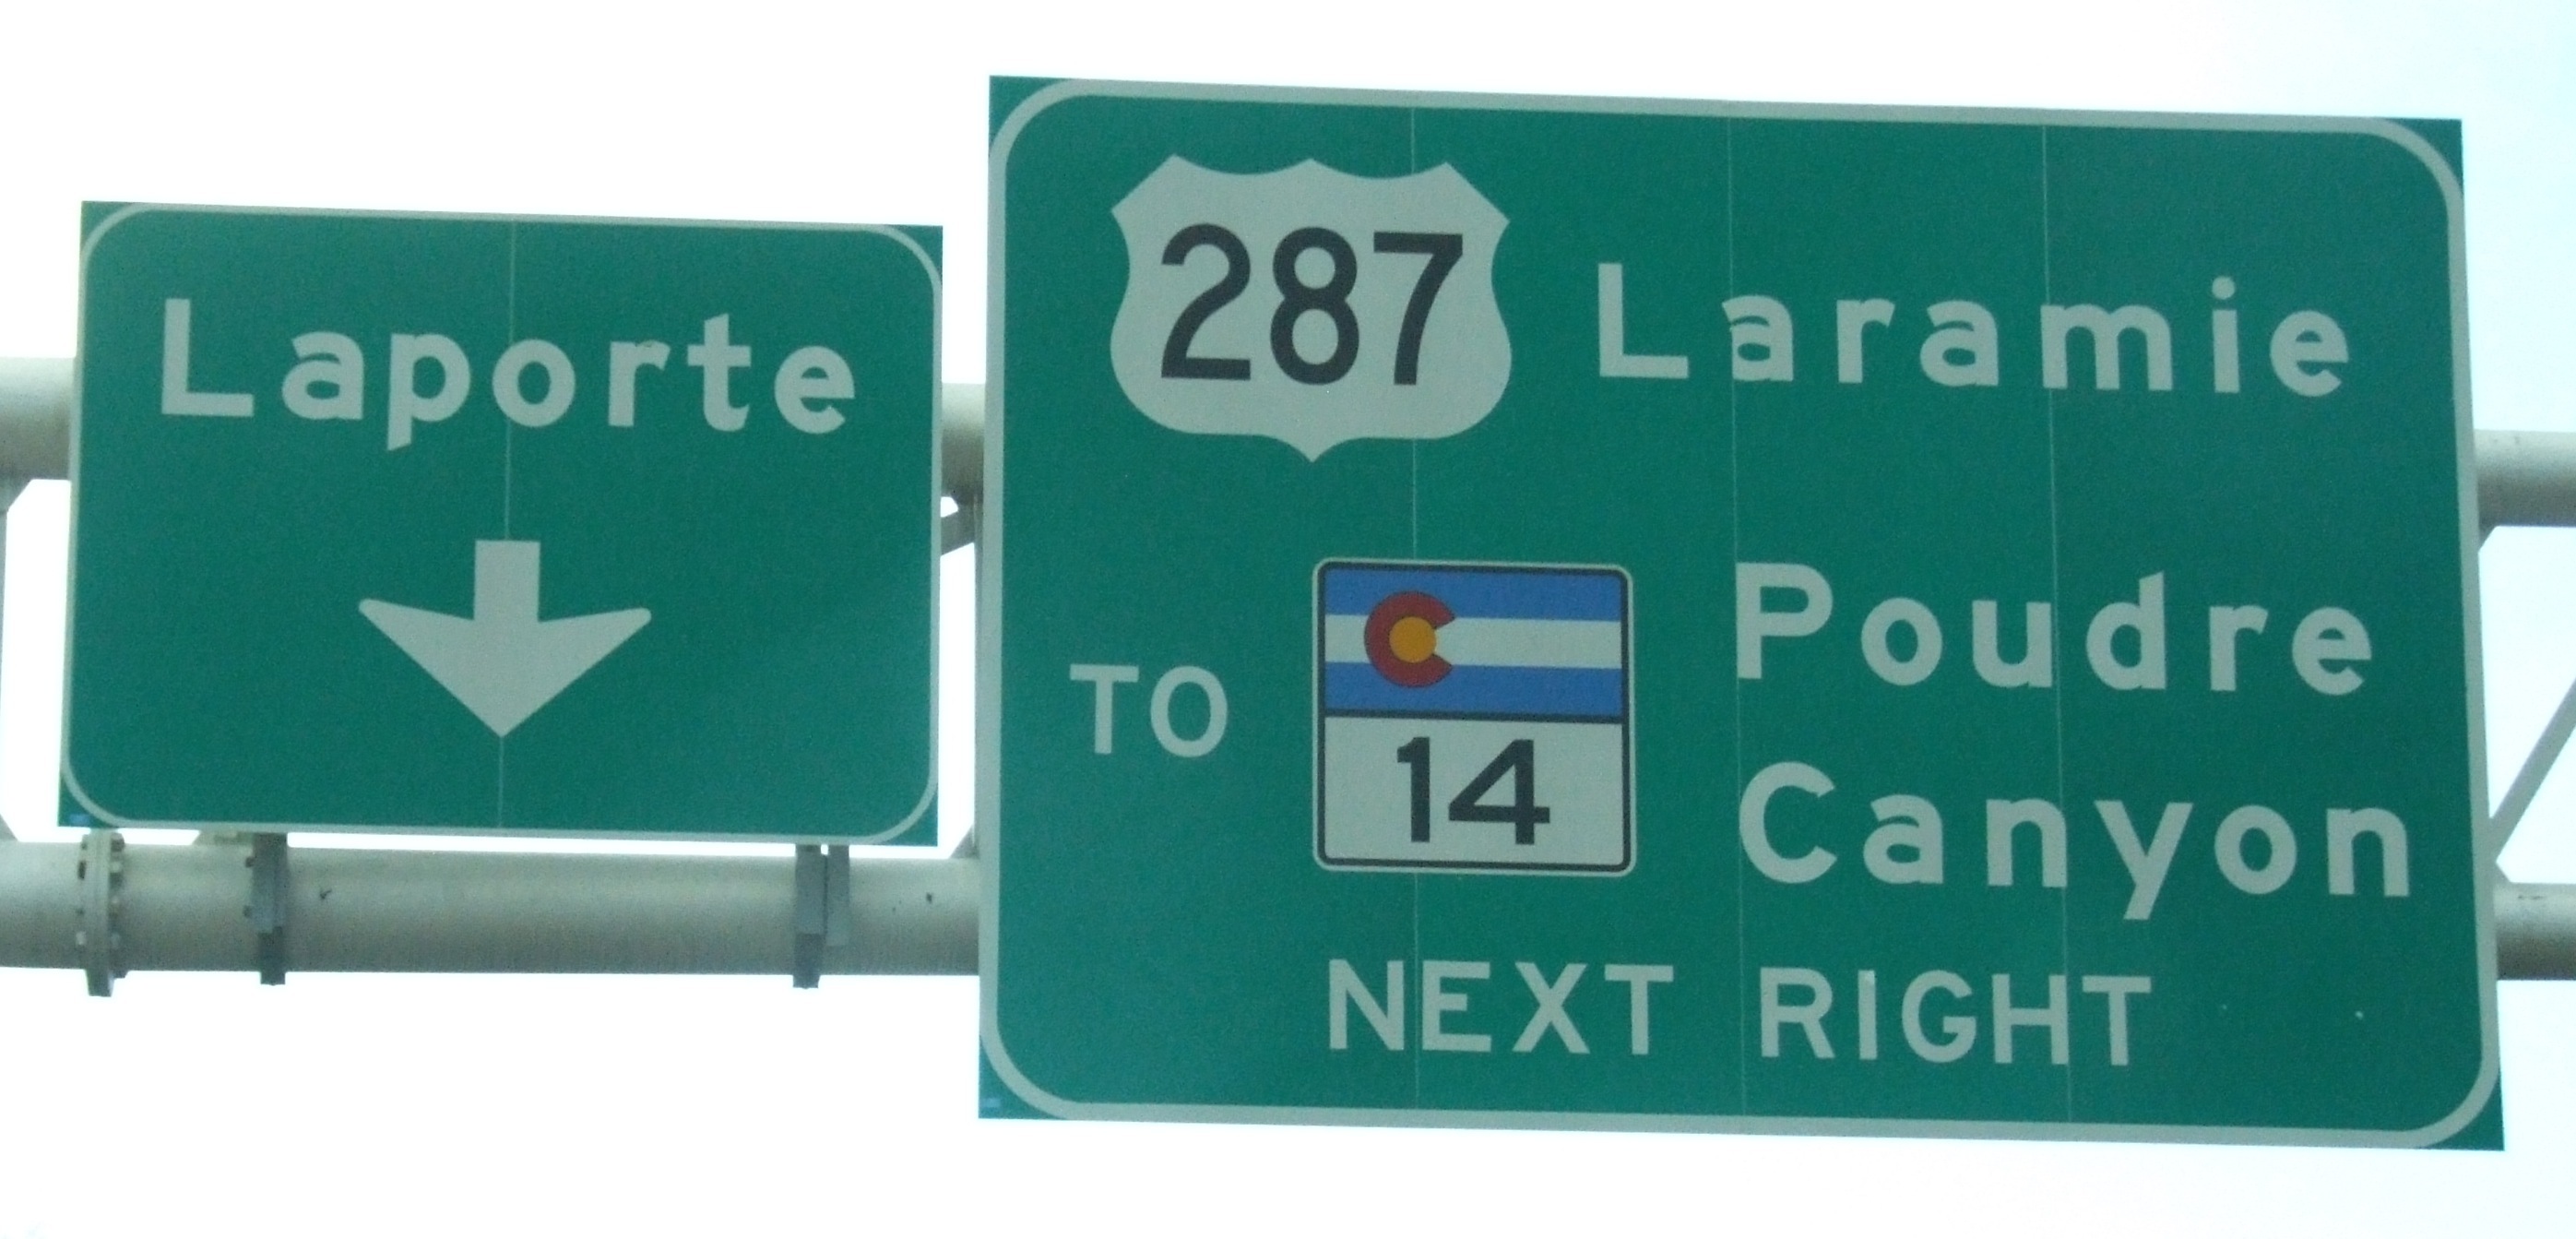 Laporte
287 Laramie
TO 14 Poudre
Canyon
NEXT RIGHT